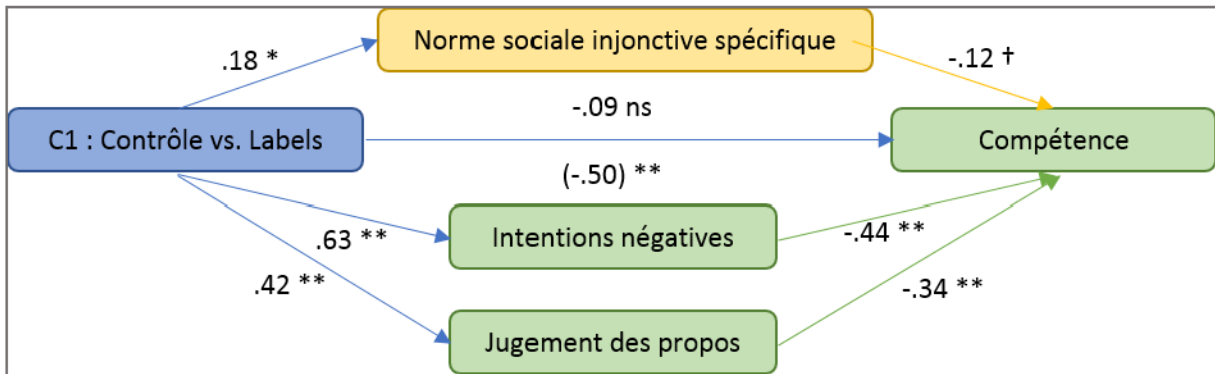 Norme sociale injonctive spécifique
.18 *
-.12 †
-.09 ns
C1 : Contrôle vs. Labels
Compétence
(-.50) **
.63 **
Intentions négatives
-.44 **
.42 **
-.34 **
Jugement des propos